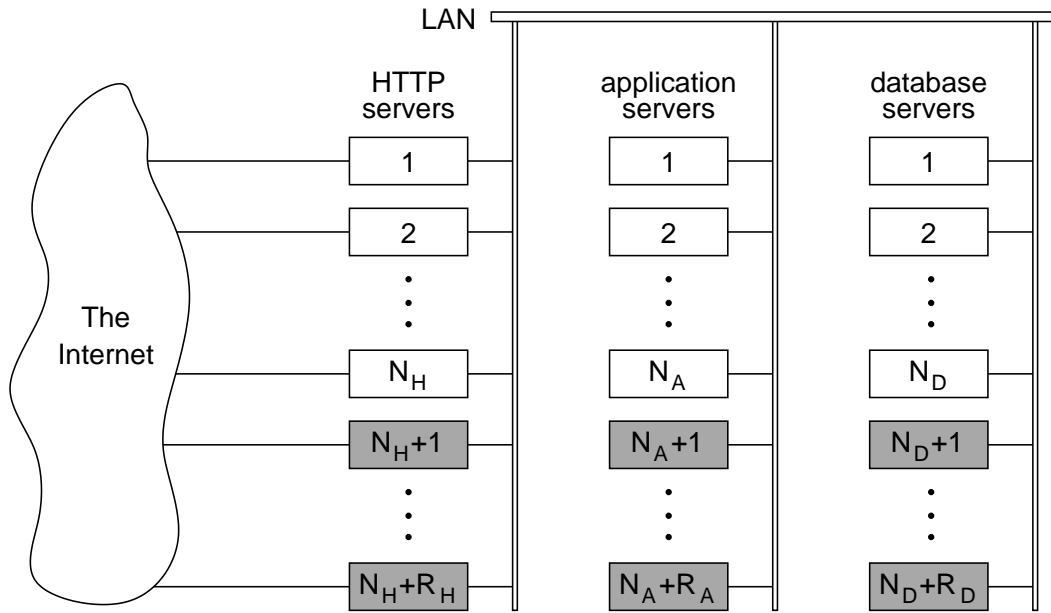 LAN
HTTP
servers
application
servers
database
servers
1
1
1
2
2
2
The
Internet
N_H
N_A
N_D
N_H+1
N_A+1
N_D+1
N_H+R_H
N_A+R_A
N_D+R_D